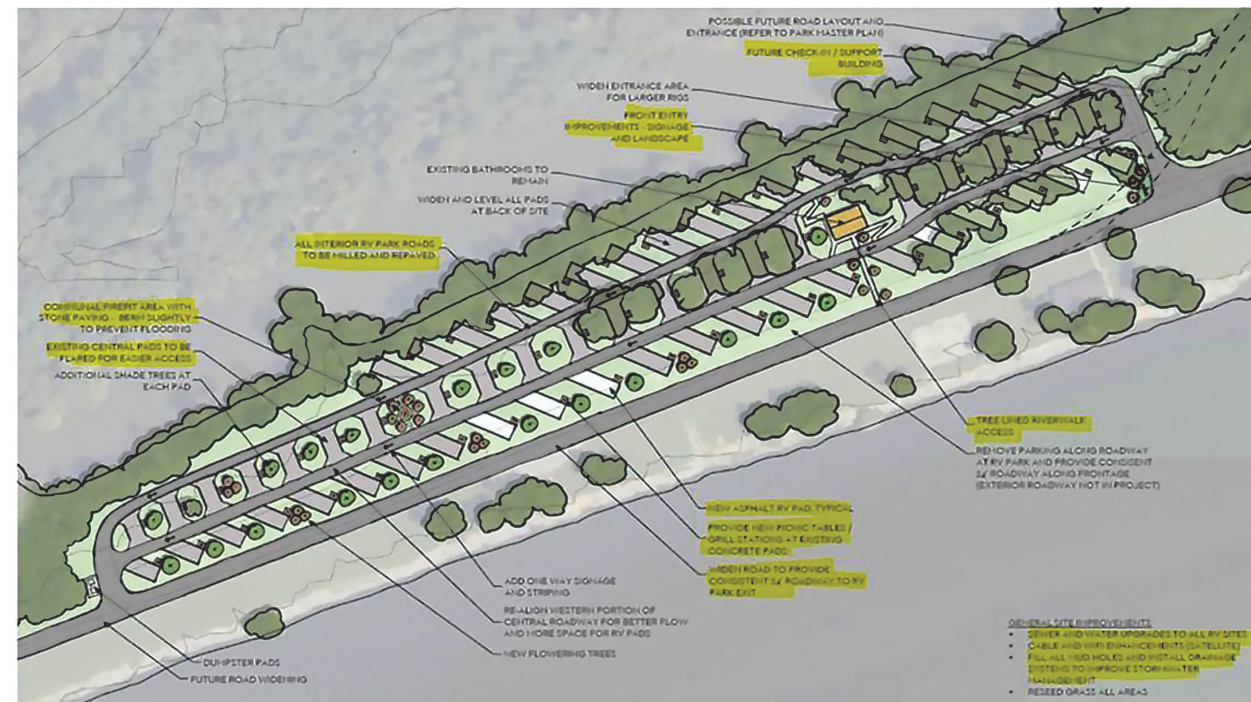 POSSIBLE FUTURE ROAD LAYOUT AND
ENTRANCE (REFER TO PARK MASTER PLAN)
FUTURE CHECK-IN / SUPPORT
BUILDING
WIDEN ENTRANCE AREA
FOR LARGER RIGS
FRONT ENTRY
IMPROVEMENTS - SIGNAGE
AND LANDSCAPE
EXISTING BATHROOMS TO
REMAIN
WIDEN AND LEVEL ALL PADS
AT BACK OF SITE
ALL INTERIOR RV PARK ROADS
TO BE MILLED AND REPAVED
COMMUNAL FIREPIT AREA WITH
STONE PAVING - BERM SLIGHTLY
TO PREVENT FLOODING
EXISTING CENTRAL PADS TO BE
FLARED FOR EASIER ACCESS
ADDITIONAL SHADE TREES AT
EACH PAD
TREE LINED RIVERWALK
ACCESS
REMOVE PARKING ALONG ROADWAY
AT RV PARK AND PROVIDE CONSISTENT
ROADWAY ALONG FRONTAGE
(EXTERIOR ROADWAY NOT IN PROJECT)
NEW ASPHALT RV PAD, TYPICAL
PROVIDE NEW PICNIC TABLES /
GRILL STATIONS AT EXISTING
CONCRETE PADS
WIDEN ROAD TO PROVIDE
CONSISTENT ROADWAY TO RV
PARK EXIT
ADD ONE WAY SIGNAGE
AND STRIPING
RE-ALIGN WESTERN PORTION OF
CENTRAL ROADWAY FOR BETTER FLOW
AND MORE SPACE FOR RV PADS
NEW FLOWERING TREES
DUMPSTER PADS
FUTURE ROAD WIDENING
GENERAL SITE IMPROVEMENTS
• SEWER AND WATER UPGRADES TO ALL RV SITES
• CABLE AND WIFI ENHANCEMENTS (SATELLITE)
• FILL ALL MUD HOLES AND INSTALL DRAINAGE
SYSTEMS TO IMPROVE STORMWATER
MANAGEMENT
• RESEED GRASS ALL AREAS